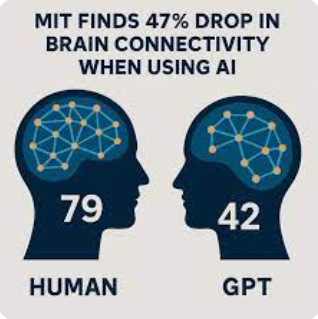 MIT FINDS 47% DROP IN
BRAIN CONNECTIVITY
WHEN USING AI
79
42
HUMAN
GPT